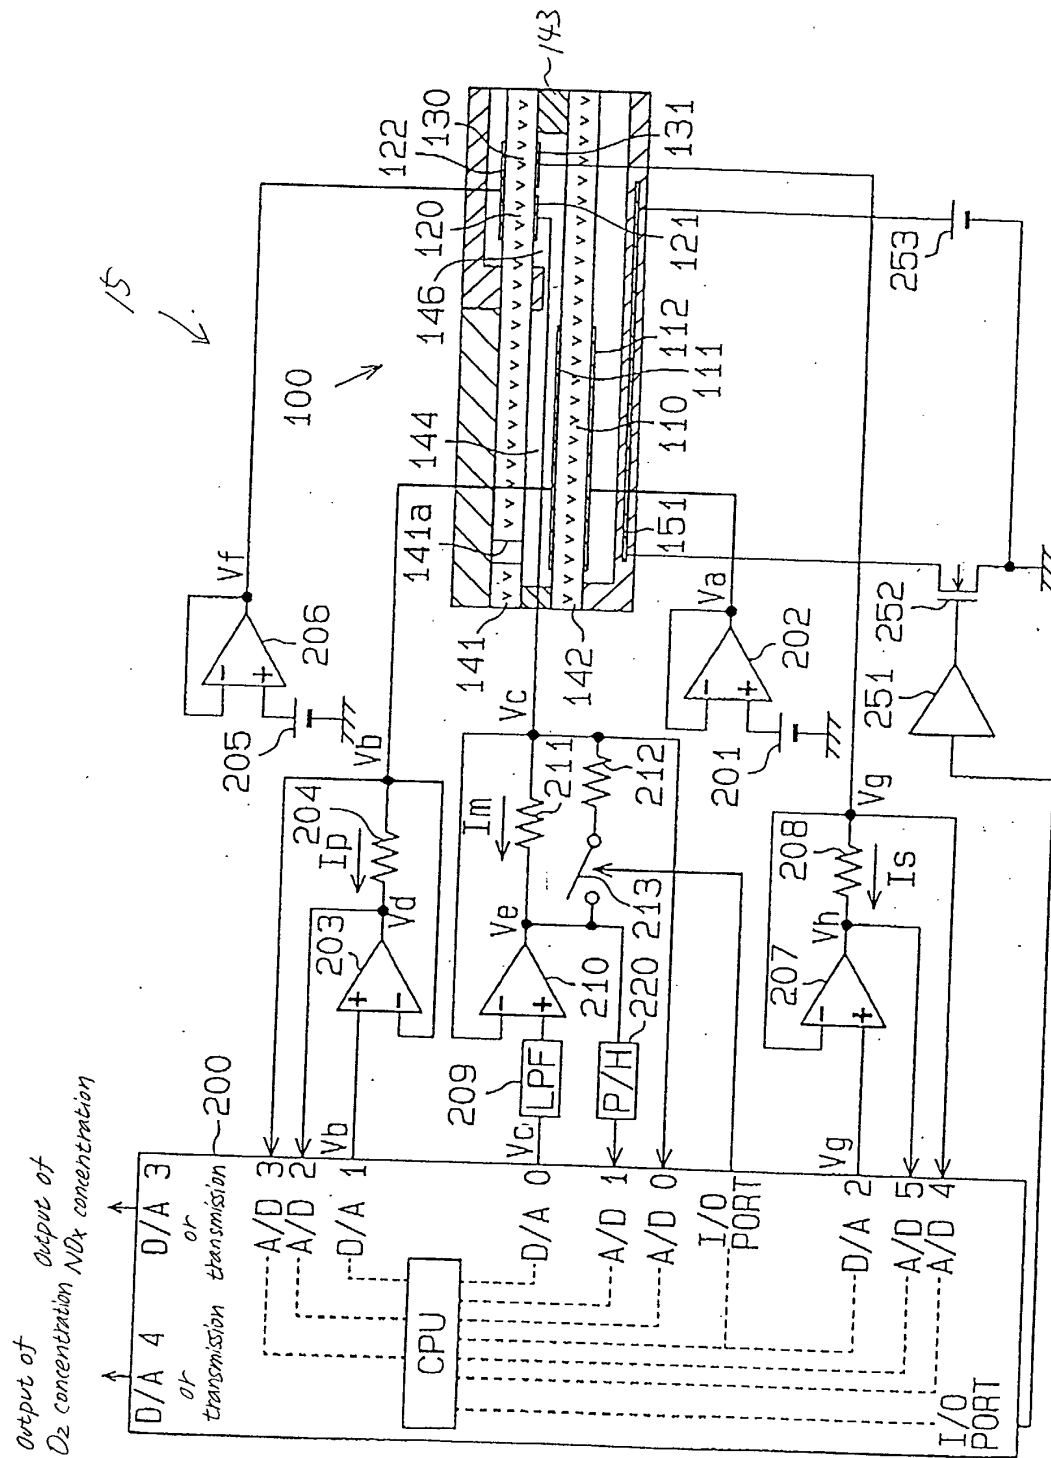 Output of
O2 concentration
Output of
NOx concentration
D/A 4
or
transmission
D/A 3
or
transmission
200
CPU
A/D 3
A/D 2
D/A 1
D/A 0
A/D 1
A/D 0
I/O
PORT
D/A 2
A/D 5
A/D 4
I/O
PORT
Vb
Vc
Vg
203
Vd
Ip
204
Vb
205
206
Vf
209
LPF
P/H
220
210
Ve
213
Im
211
212
Vc
207
Vh
208
Is
Vg
201
202
Va
251
252
253
15
100
141
141a
142
144
146
120
122
130
143
131
121
112
111
110
151